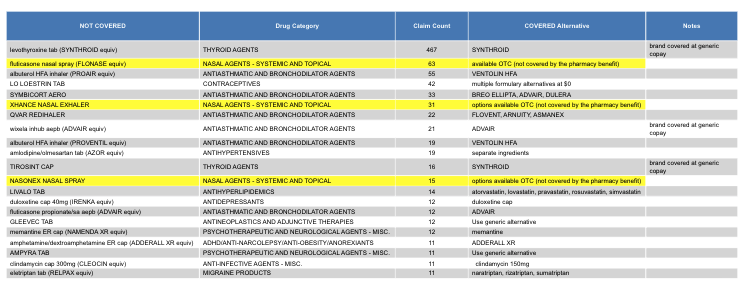 NOT COVERED Drug Category Claim Count COVERED Alternative Notes
levothyroxine tab (SYNTHROID equiv) THYROID AGENTS 467 SYNTHROID brand covered at generic
copay
fluticasone nasal spray (FLONASE equiv) NASAL AGENTS - SYSTEMIC AND TOPICAL 63 available OTC (not covered by the pharmacy benefit)
albuterol HFA inhaler (PROAIR equiv) ANTIASTHMATIC AND BRONCHODILATOR AGENTS 55 VENTOLIN HFA
LO LOESTRIN TAB CONTRACEPTIVES 42 multiple formulary alternatives at $0
SYMBICORT AERO ANTIASTHMATIC AND BRONCHODILATOR AGENTS 33 BREO ELLIPTA, ADVAIR, DULERA
XHANCE NASAL EXHALER NASAL AGENTS - SYSTEMIC AND TOPICAL 31 options available OTC (not covered by the pharmacy benefit)
QVAR REDIHALER ANTIASTHMATIC AND BRONCHODILATOR AGENTS 22 FLOVENT, ARNUITY, ASMANEX
wixela inhub aepb (ADVAIR equiv) ANTIASTHMATIC AND BRONCHODILATOR AGENTS 21 ADVAIR brand covered at generic
copay
albuterol HFA inhaler (PROVENTIL equiv) ANTIASTHMATIC AND BRONCHODILATOR AGENTS 19 VENTOLIN HFA
amlodipine/olmesartan tab (AZOR equiv) ANTIHYPERTENSIVES 19 separate ingredients
TIROSINT CAP THYROID AGENTS 16 SYNTHROID brand covered at generic
copay
NASONEX NASAL SPRAY NASAL AGENTS - SYSTEMIC AND TOPICAL 15 options available OTC (not covered by the pharmacy benefit)
LIVALO TAB ANTIHYPERLIPIDEMICS 14 atorvastatin, lovastatin, pravastatin, rosuvastatin, simvastatin
duloxetine cap 40mg (IRENKA equiv) ANTIDEPRESSANTS 12 duloxetine cap
fluticasone propionate/sa aepb (ADVAIR equiv) ANTIASTHMATIC AND BRONCHODILATOR AGENTS 12 ADVAIR
GLEEVEC TAB ANTINEOPLASTICS AND ADJUNCTIVE THERAPIES 12 Use generic alternative
memantine ER cap (NAMENDA XR equiv) PSYCHOTHERAPEUTIC AND NEUROLOGICAL AGENTS - MISC. 12 memantine
amphetamine/dextroamphetamine ER cap (ADDERALL XR equiv) ADHD/ANTI-NARCOLEPSY/ANTI-OBESITY/ANOREXIANTS 11 ADDERALL XR
AMPYRA TAB PSYCHOTHERAPEUTIC AND NEUROLOGICAL AGENTS - MISC. 11 Use generic alternative
clindamycin cap 300mg (CLEOCIN equiv) ANTI-INFECTIVE AGENTS - MISC. 11 clindamycin 150mg
eletriptan tab (RELPAX equiv) MIGRAINE PRODUCTS 11 naratriptan, rizatriptan, sumatriptan